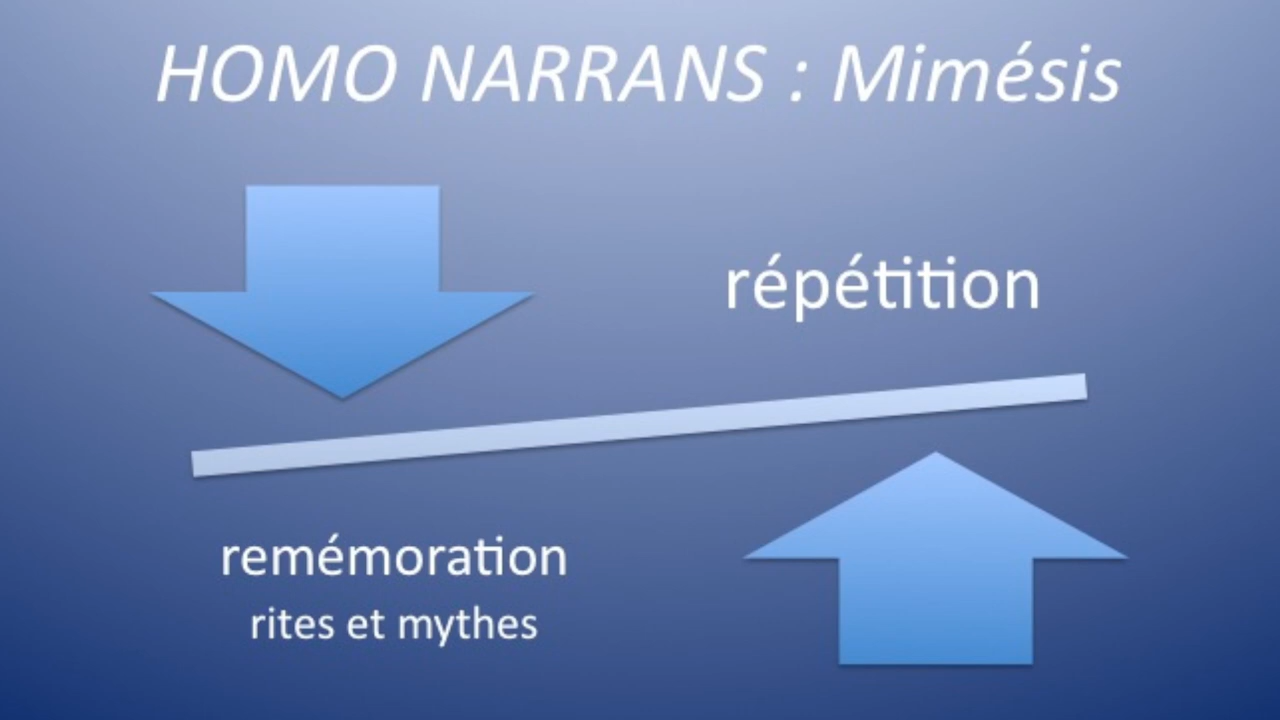 HOMO NARRANS : Mimésis
répétition
remémoration
rites et mythes